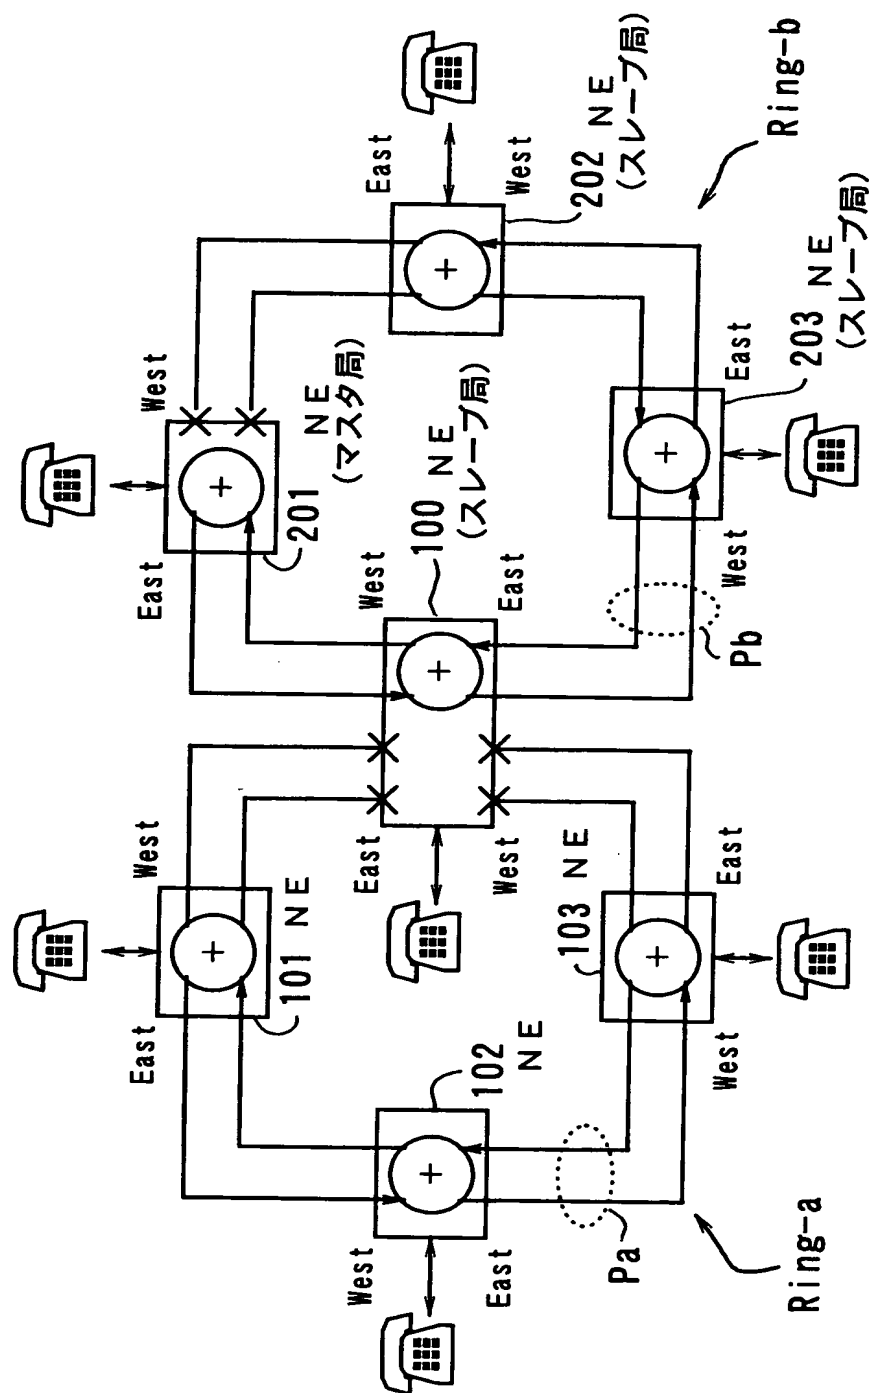 East
West
East
West
101 NE
201
NE
(マスタ局)
West
East
West
East
100 NE
(スレーブ局)
102
NE
East
West
East
West
103 NE
202 NE
(スレーブ局)
Pa
West
East
Pb
West
East
Ring-a
203 NE
(スレーブ局)
Ring-b